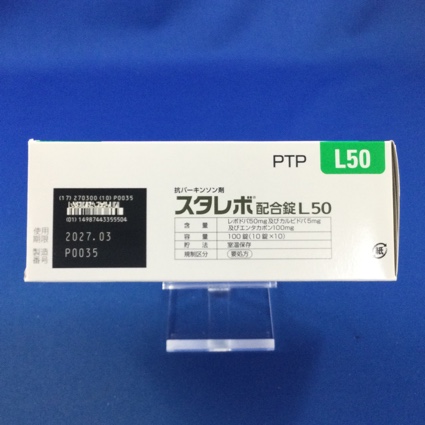 PTP L50
抗パーキンソン剤
スタレボ®配合錠L50
含 量 レボドパ50mg及びカルビドパ5mg
及びエンタカポン100mg
容 量 100錠(10錠×10)
貯 法 室温保存
規制区分 (要処方)
(17)270300(10)P0035
(01)14987443355504
使用期限 2027.03
製造番号 P0035
紙